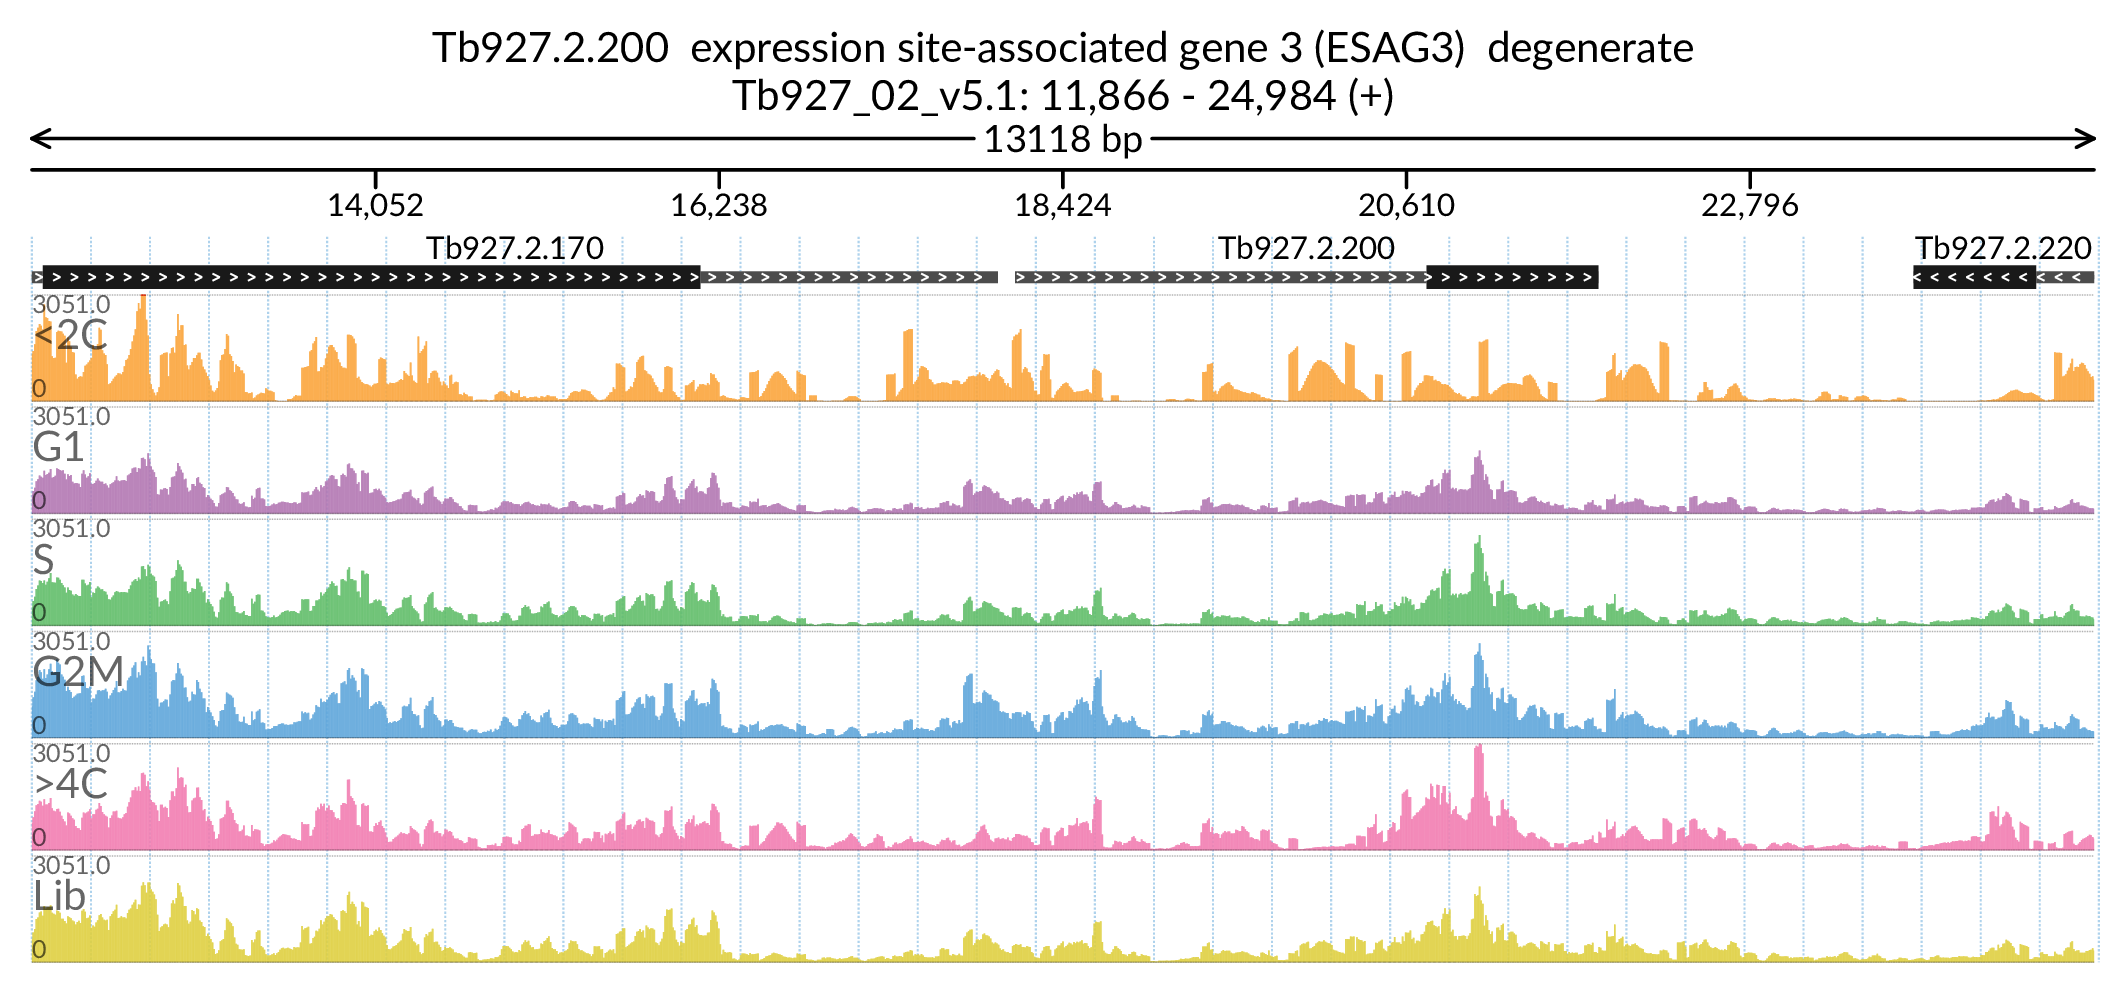 Tb927.2.200  expression site-associated gene 3 (ESAG3)  degenerate
Tb927_02_v5.1: 11,866 - 24,984 (+)
13118 bp
14,052 16,238 18,424 20,610 22,796
Tb927.2.170 Tb927.2.200 Tb927.2.220
3051.0
<2C
0
3051.0
G1
0
3051.0
S
0
3051.0
G2M
0
3051.0
>4C
0
3051.0
Lib
0